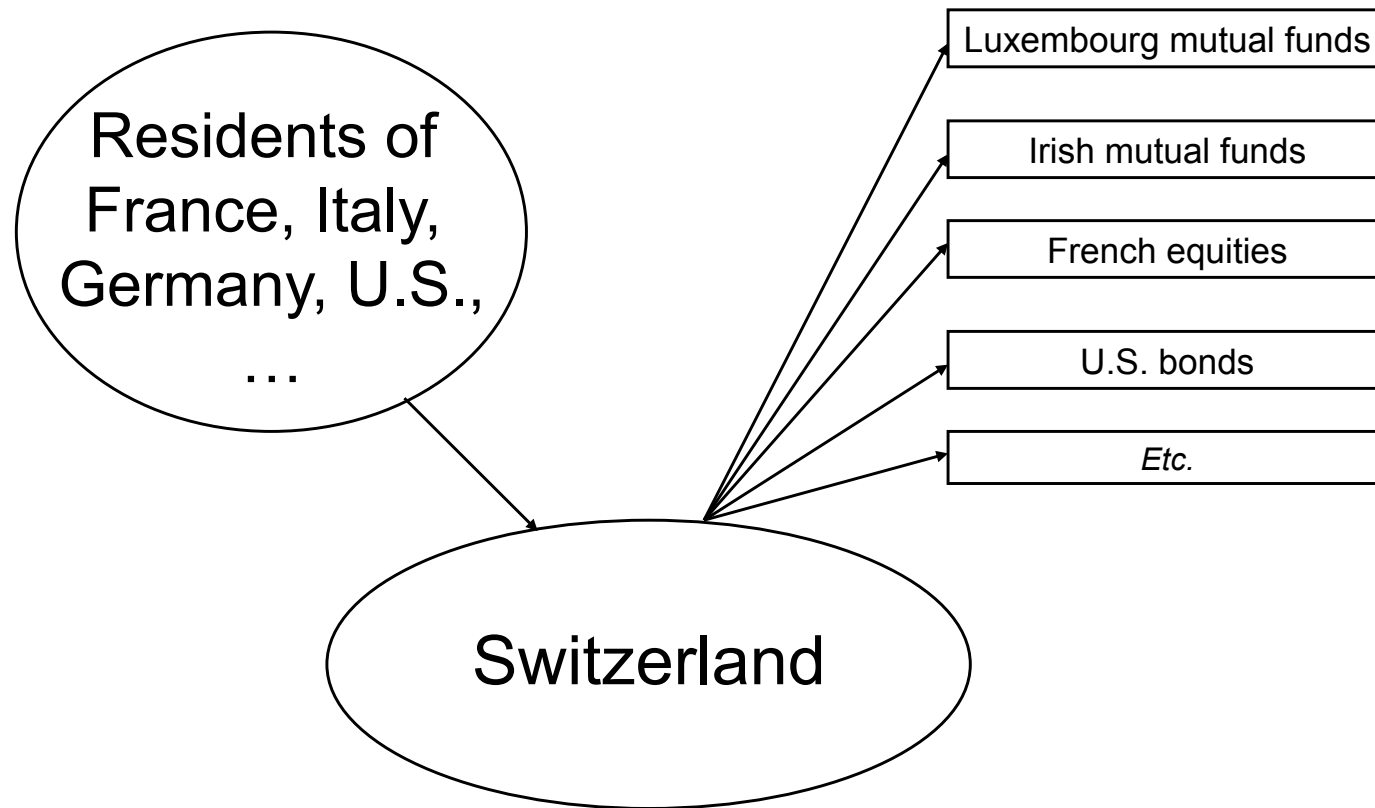 Residents of
France, Italy,
Germany, U.S.,
…
Luxembourg mutual funds
Irish mutual funds
French equities
U.S. bonds
Etc.
Switzerland